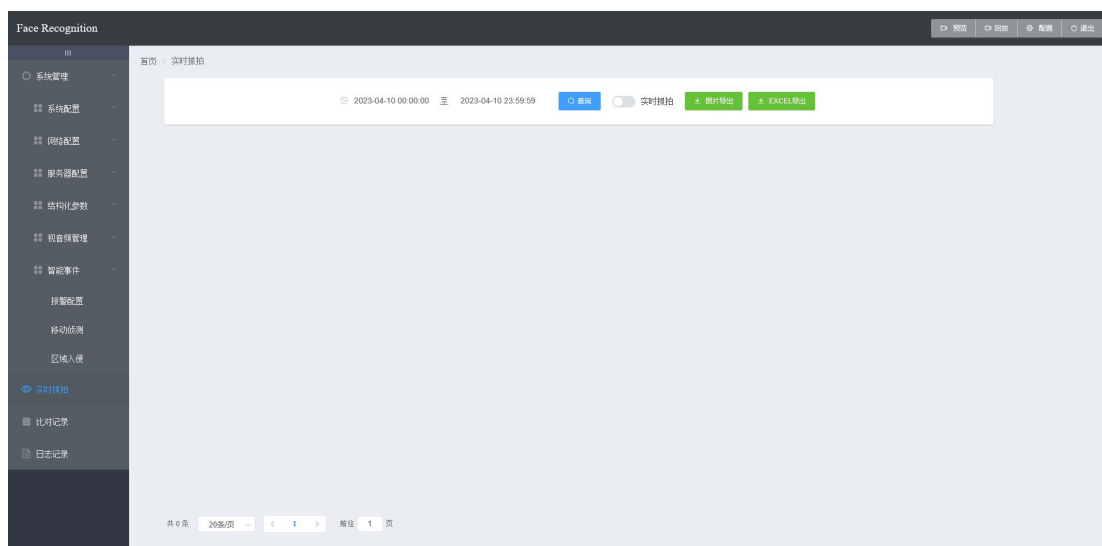 Face Recognition
预览 回放 配置 退出
首页 > 实时抓拍
系统管理
2023-04-10 00:00:00 至 2023-04-10 23:59:59 查询 实时抓拍 图片导出 EXCEL导出
系统配置
网络配置
服务器配置
结构化参数
视音频管理
智能事件
报警配置
移动侦测
区域入侵
实时抓拍
比对记录
日志记录
共 0 条 20条/页 < 1 > 前往 1 页